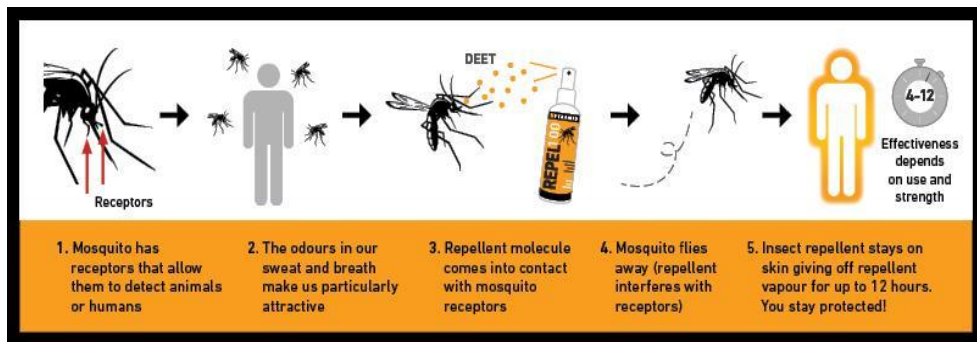 DEET
REPEL 100
Receptors
4-12
Effectiveness
depends
on use and
strength
1. Mosquito has
receptors that allow
them to detect animals
or humans
2. The odours in our
sweat and breath
make us particularly
attractive
3. Repellent molecule
comes into contact
with mosquito
receptors
4. Mosquito flies
away (repellent
interferes with
receptors)
5. Insect repellent stays on
skin giving off repellent
vapour for up to 12 hours.
You stay protected!